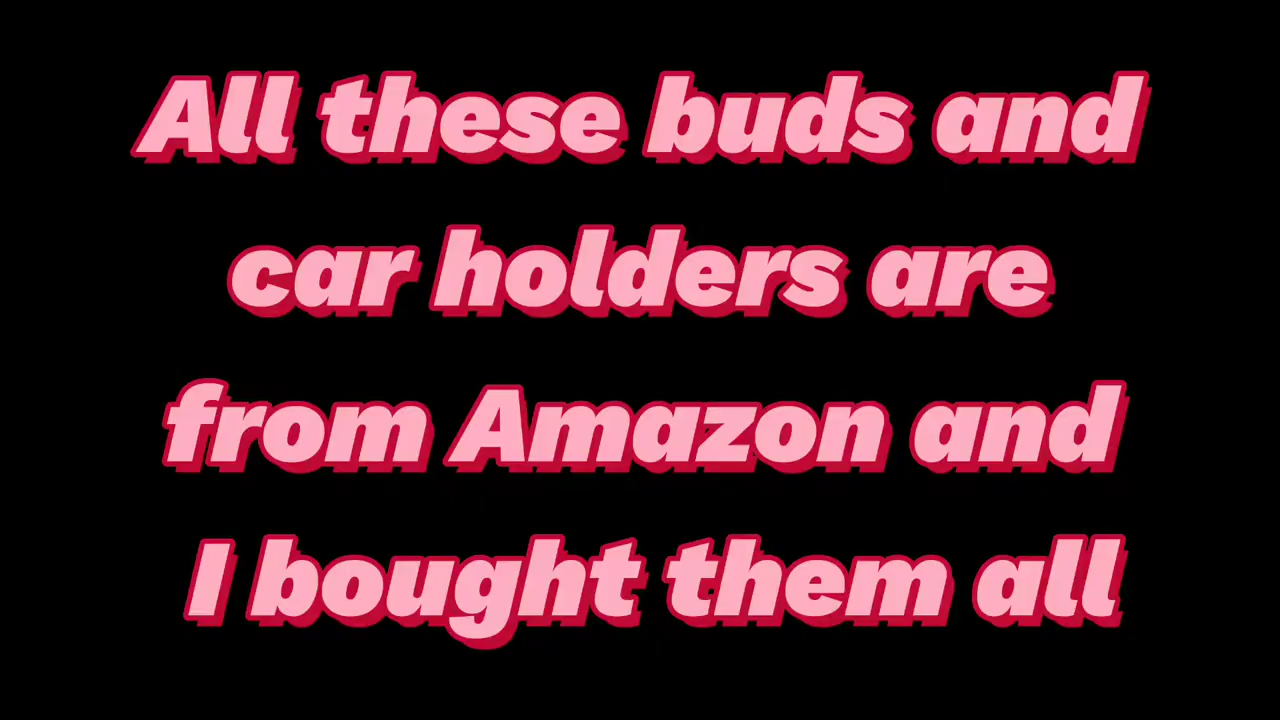 All these buds and
car holders are
from Amazon and
I bought them all